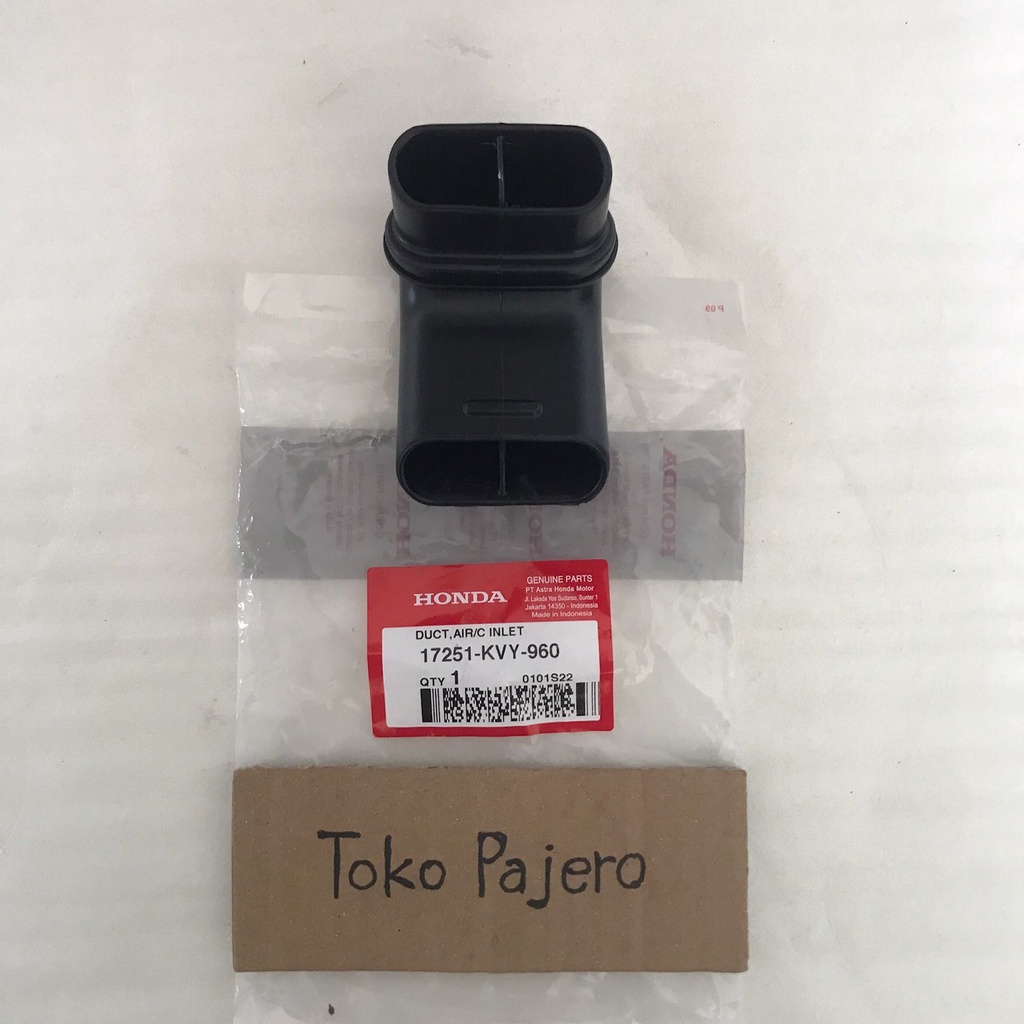 HONDA
GENUINE PARTS
PT Astra Honda Motor
Jl. Laksda Yos Sudarso, Sunter 1
Jakarta 14350 - Indonesia
Made in Indonesia
DUCT,AIR/C INLET
17251-KVY-960
QTY 1 0101S22
Toko Pajero